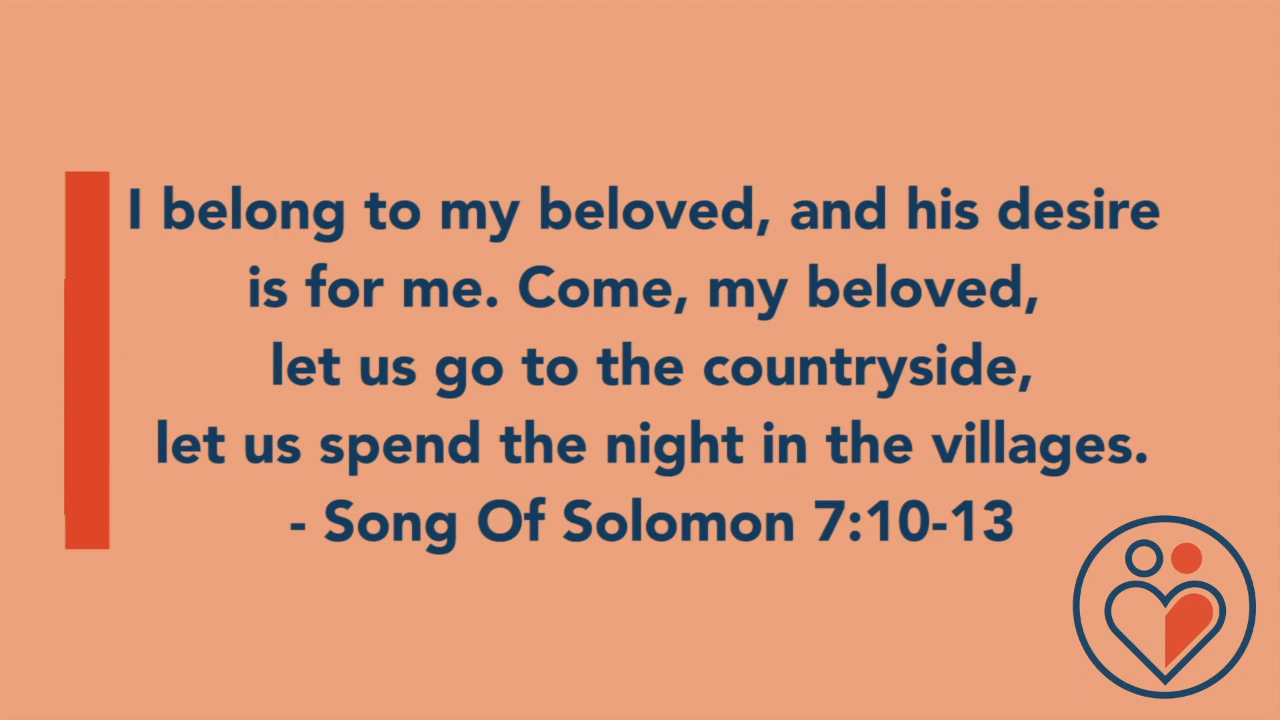 I belong to my beloved, and his desire
is for me. Come, my beloved,
let us go to the countryside,
let us spend the night in the villages.
- Song Of Solomon 7:10-13